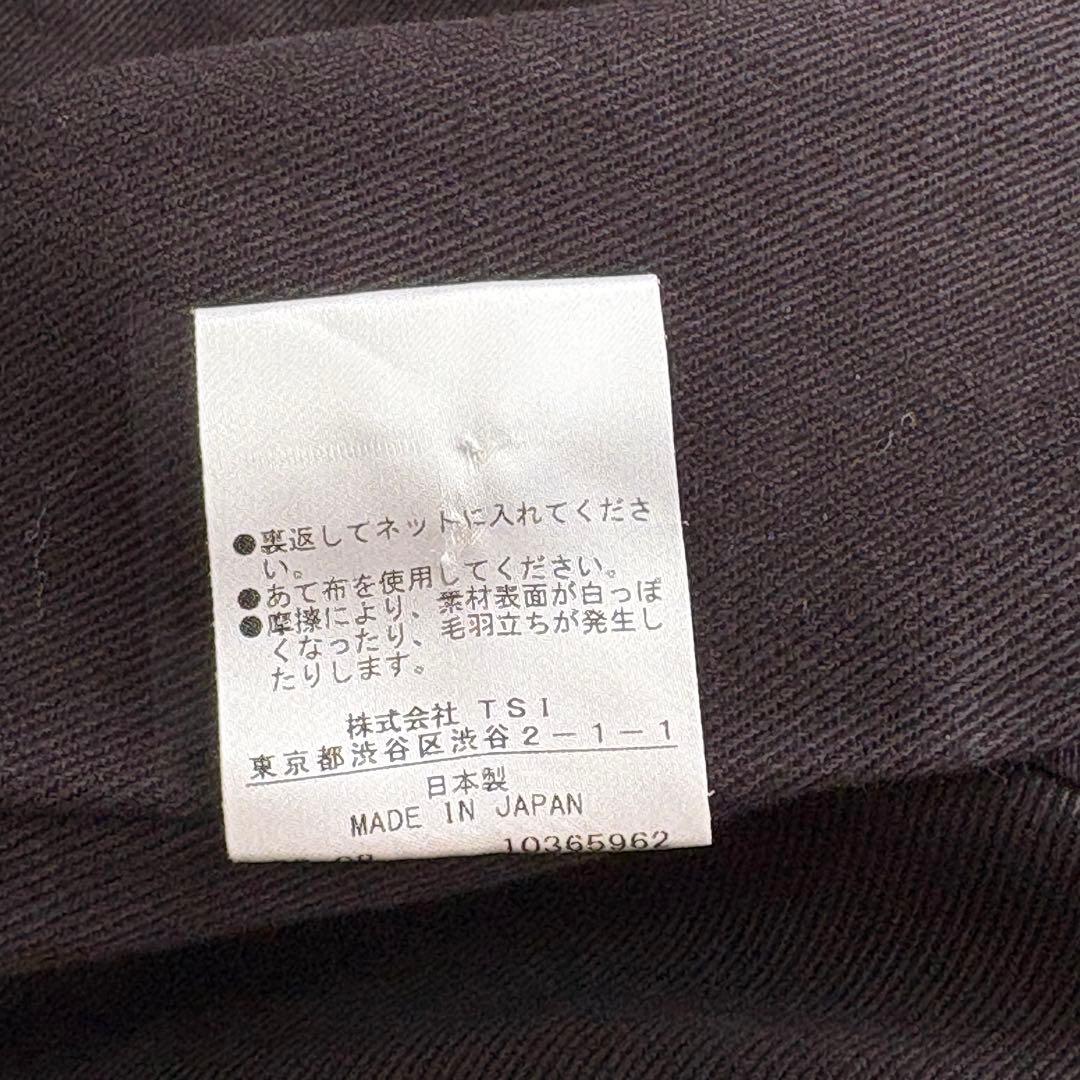 ●裏返してネットに入れてくださ
い。
●あて布を使用してください。
●摩擦により、素材表面が白っぽ
くなったり、毛羽立ちが発生し
たりします。
株式会社 TSI
東京都渋谷区渋谷2-1-1
日本製
MADE IN JAPAN
10365962